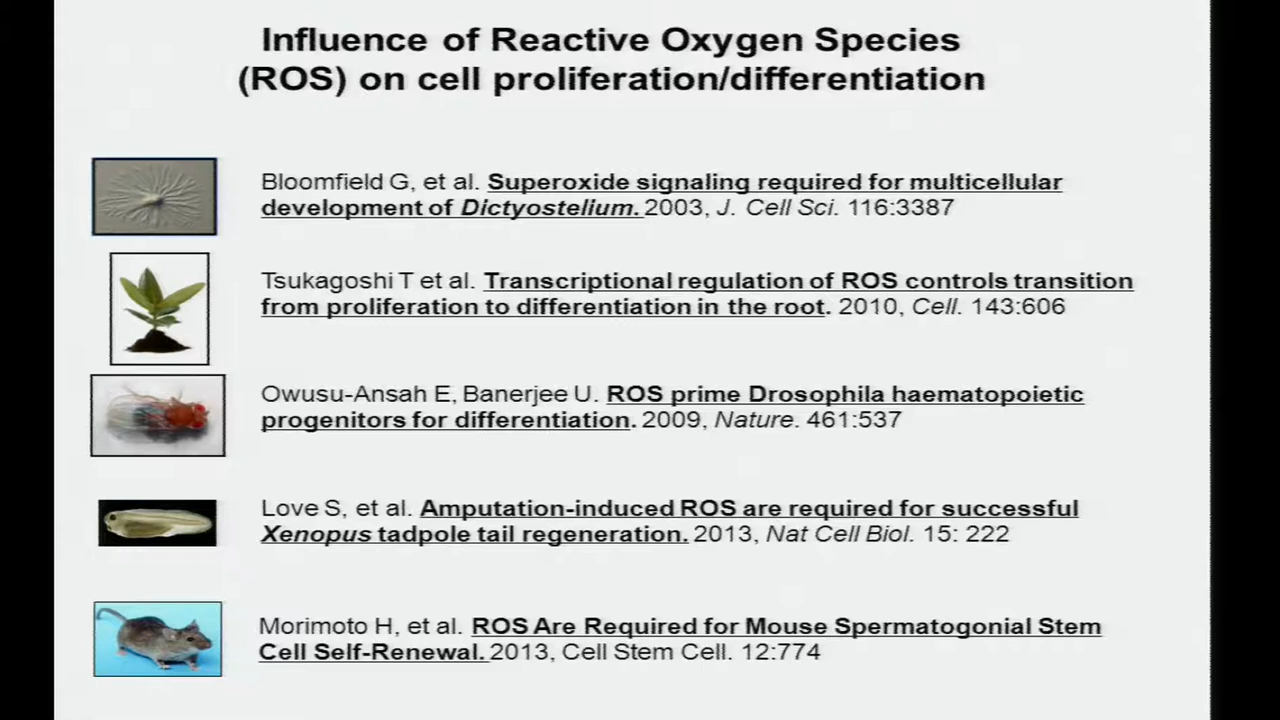 Influence of Reactive Oxygen Species
(ROS) on cell proliferation/differentiation
Bloomfield G, et al. Superoxide signaling required for multicellular
development of Dictyostelium. 2003, J. Cell Sci. 116:3387
Tsukagoshi T et al. Transcriptional regulation of ROS controls transition
from proliferation to differentiation in the root. 2010, Cell. 143:606
Owusu-Ansah E, Banerjee U. ROS prime Drosophila haematopoietic
progenitors for differentiation. 2009, Nature. 461:537
Love S, et al. Amputation-induced ROS are required for successful
Xenopus tadpole tail regeneration. 2013, Nat Cell Biol. 15: 222
Morimoto H, et al. ROS Are Required for Mouse Spermatogonial Stem
Cell Self-Renewal. 2013, Cell Stem Cell. 12:774